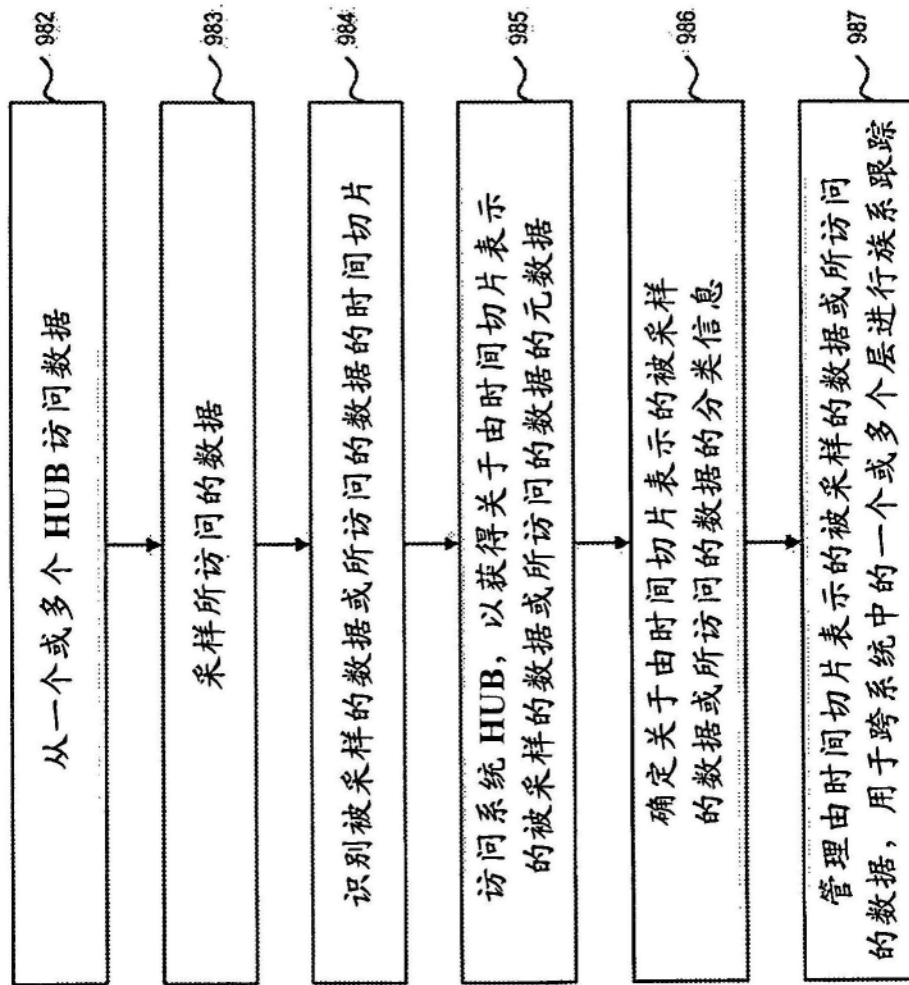 从一个或多个 HUB 访问数据
982
采样所访问的数据
983
识别被采样的数据或所访问的数据的时间切片
984
访问系统 HUB，以获得关于由时间切片表示
的被采样的数据或所访问的数据的元数据
985
确定关于由时间切片表示的被采样
的数据或所访问的数据的分类信息
986
管理由时间切片表示的被采样的数据或所访问
的数据，用于跨系统中的一个或多个层进行族系跟踪
987